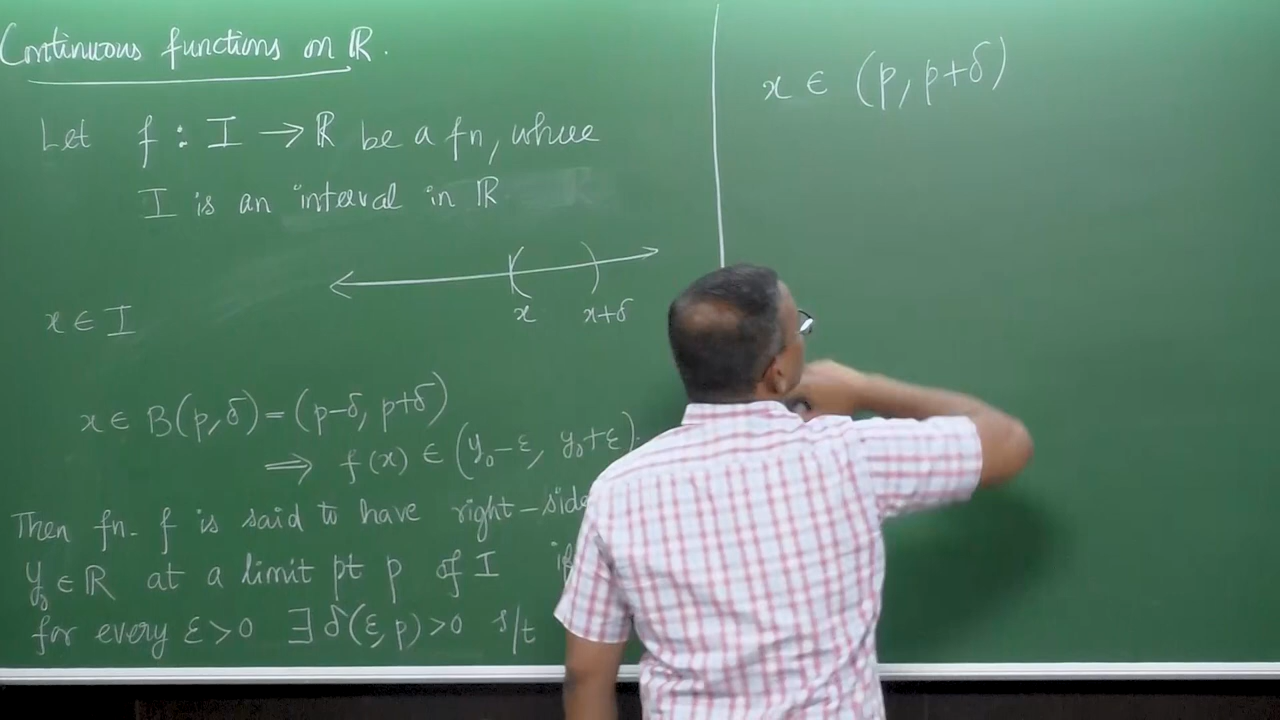 Continuous functions on ℝ.
Let f : I → ℝ be a fn, where
I is an interval in ℝ
x x+δ
x ∈ I
x ∈ B(p, δ) = (p-δ, p+δ)
⇒ f(x) ∈ (y₀-ε, y₀+ε)
Then fn. f is said to have right-side
y₀ ∈ ℝ at a limit pt p of I if
for every ε>0 ∃ δ(ε, p)>0 s/t
x ∈ (p, p+δ)